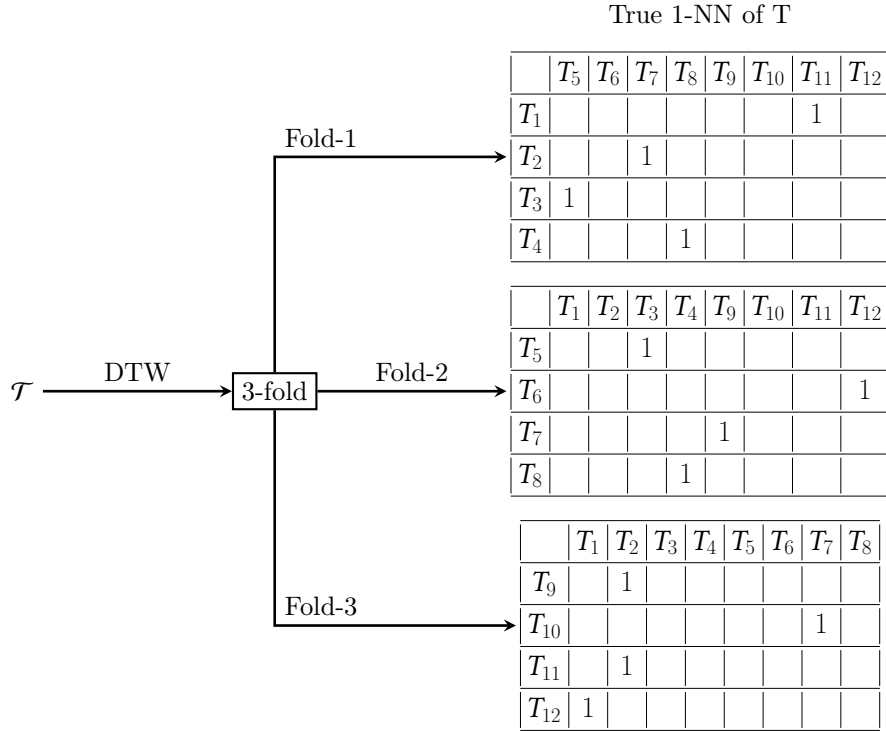 True 1-NN of T
T₅ T₆ T₇ T₈ T₉ T₁₀ T₁₁ T₁₂
T₁ 1
Fold-1
T₂ 1
T₃ 1
T₄ 1
T₁ T₂ T₃ T₄ T₉ T₁₀ T₁₁ T₁₂
T₅ 1
𝒯 DTW 3-fold Fold-2
T₆ 1
T₇ 1
T₈ 1
T₁ T₂ T₃ T₄ T₅ T₆ T₇ T₈
T₉ 1
Fold-3
T₁₀ 1
T₁₁ 1
T₁₂ 1